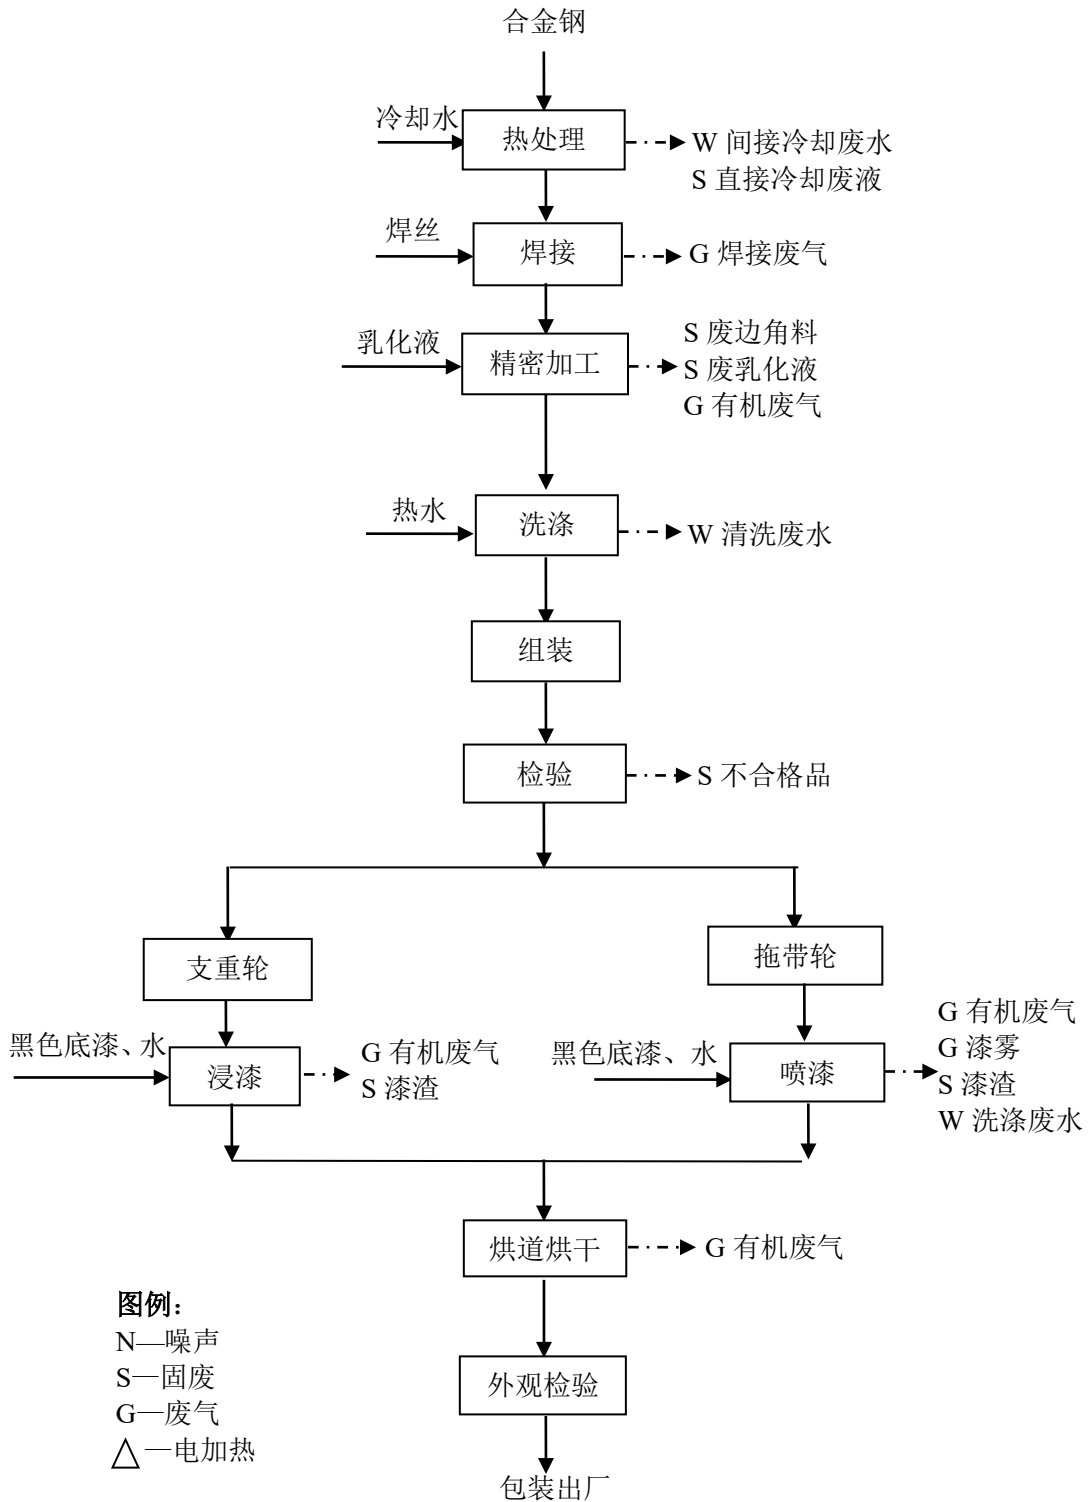 合金钢
冷却水
热处理
W 间接冷却废水
S 直接冷却废液
焊丝
焊接
G 焊接废气
乳化液
精密加工
S 废边角料
S 废乳化液
G 有机废气
热水
洗涤
W 清洗废水
组装
检验
S 不合格品
支重轮
拖带轮
黑色底漆、水
浸漆
G 有机废气
S 漆渣
黑色底漆、水
喷漆
G 有机废气
G 漆雾
S 漆渣
W 洗涤废水
烘道烘干
G 有机废气
外观检验
包装出厂
图例：
N—噪声
S—固废
G—废气
△—电加热